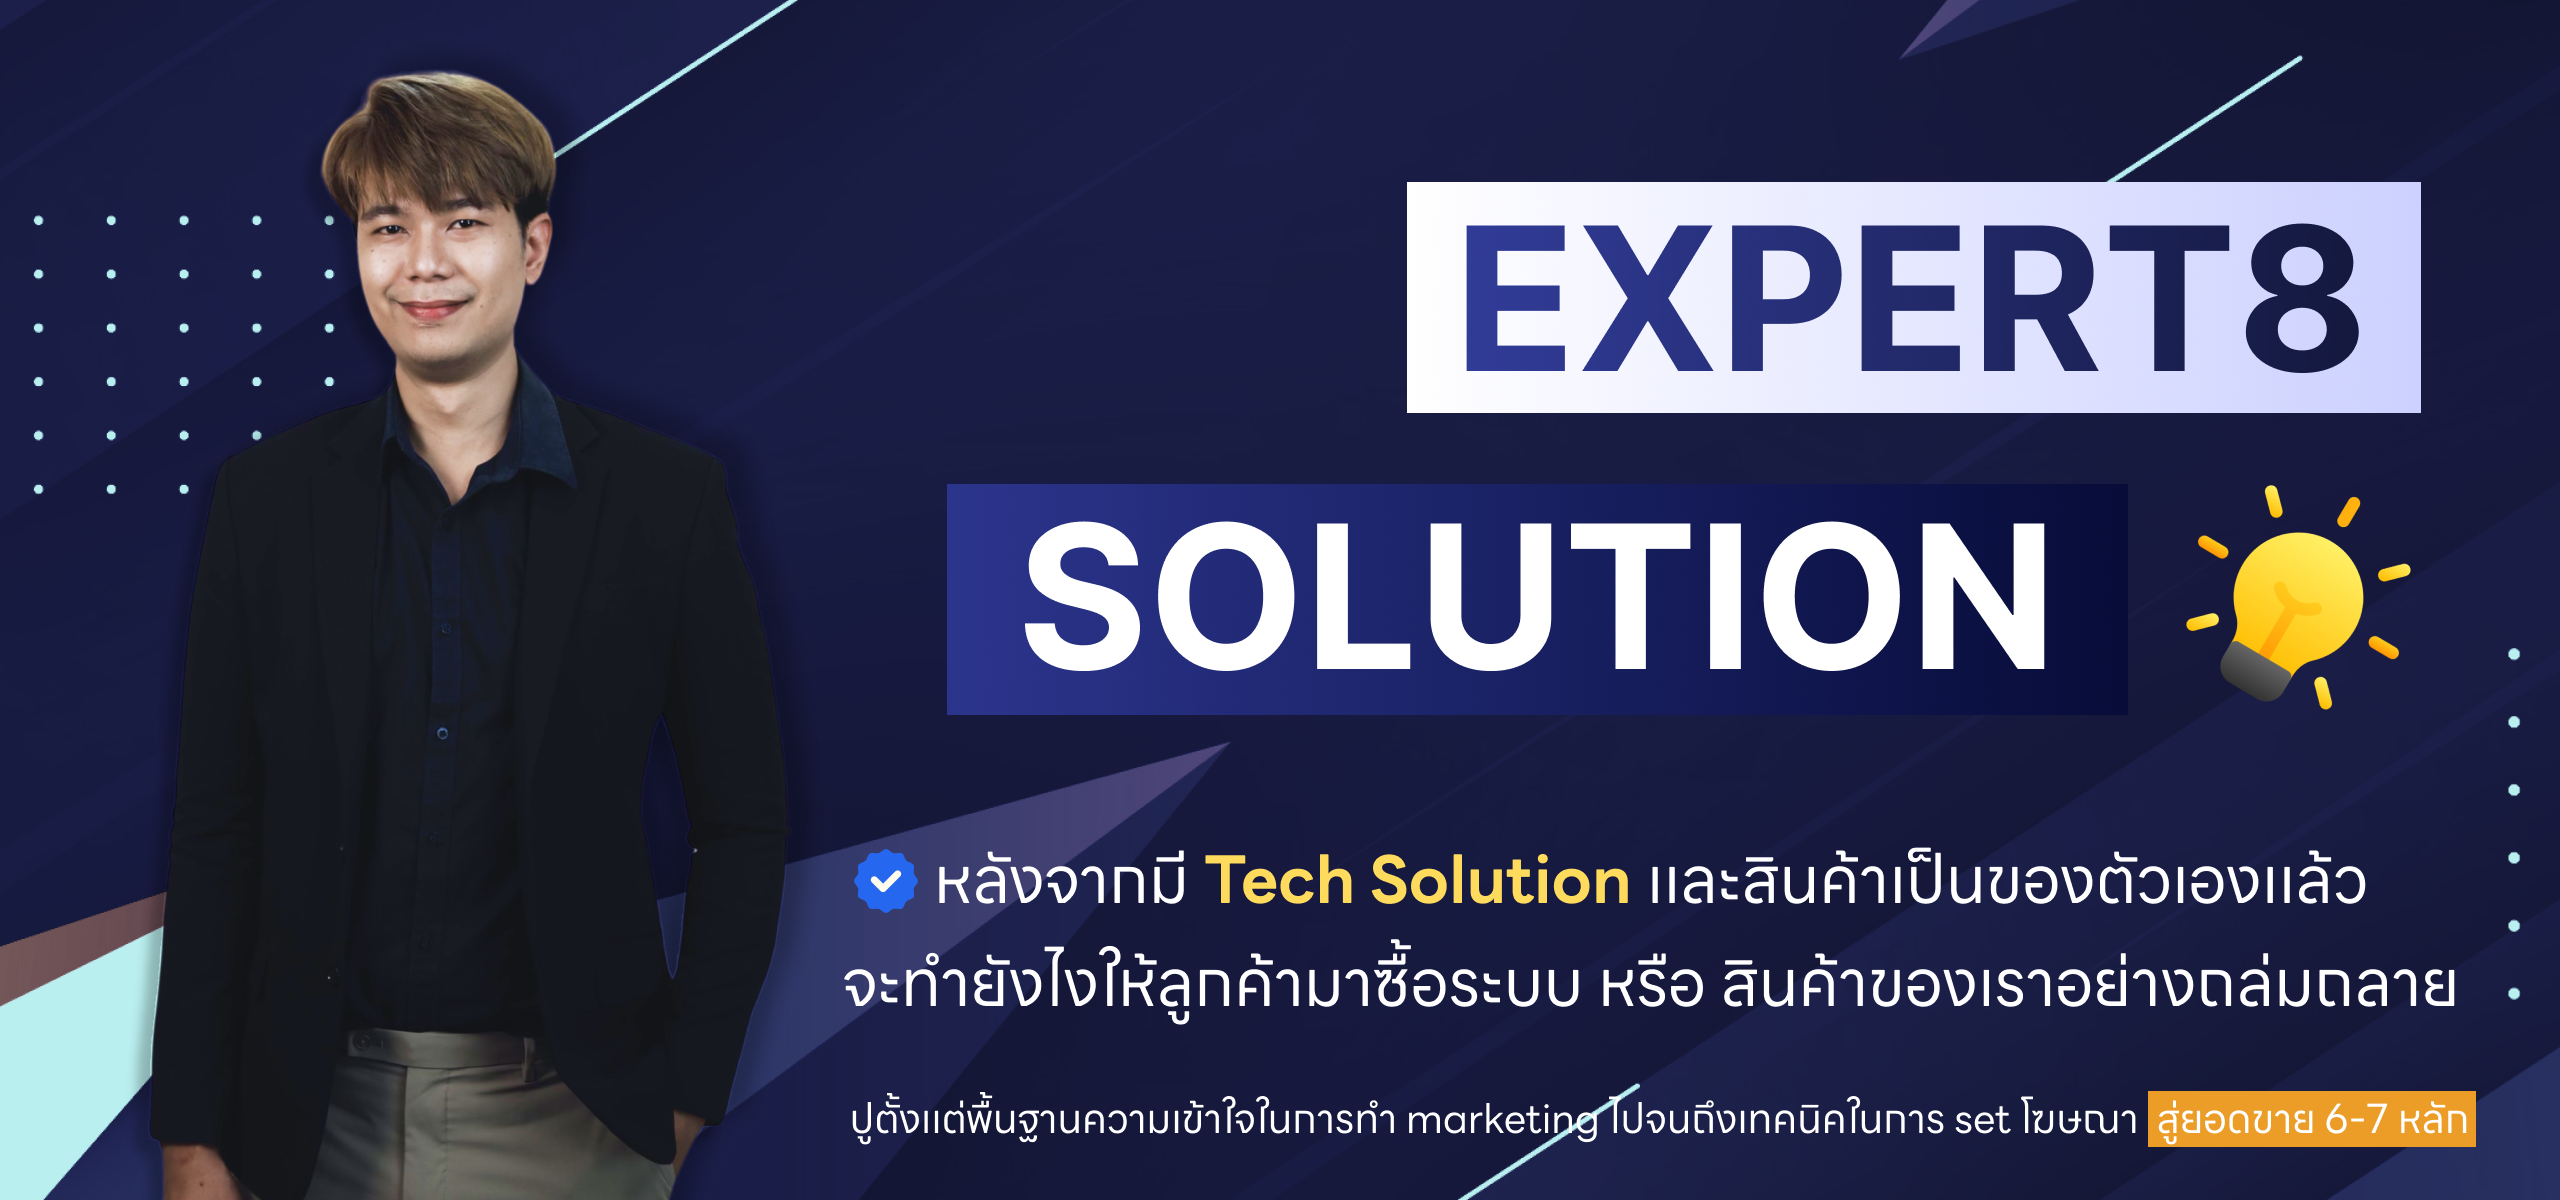 EXPERT8
SOLUTION
หลังจากมี Tech Solution และสินค้าเป็นของตัวเองแล้ว
จะทำยังไงให้ลูกค้ามาซื้อระบบ หรือ สินค้าของเราอย่างถล่มถลาย
ปูตั้งแต่พื้นฐานความเข้าใจในการทำ marketing ไปจนถึงเทคนิคในการ set โฆษณา สู่ยอดขาย 6-7 หลัก